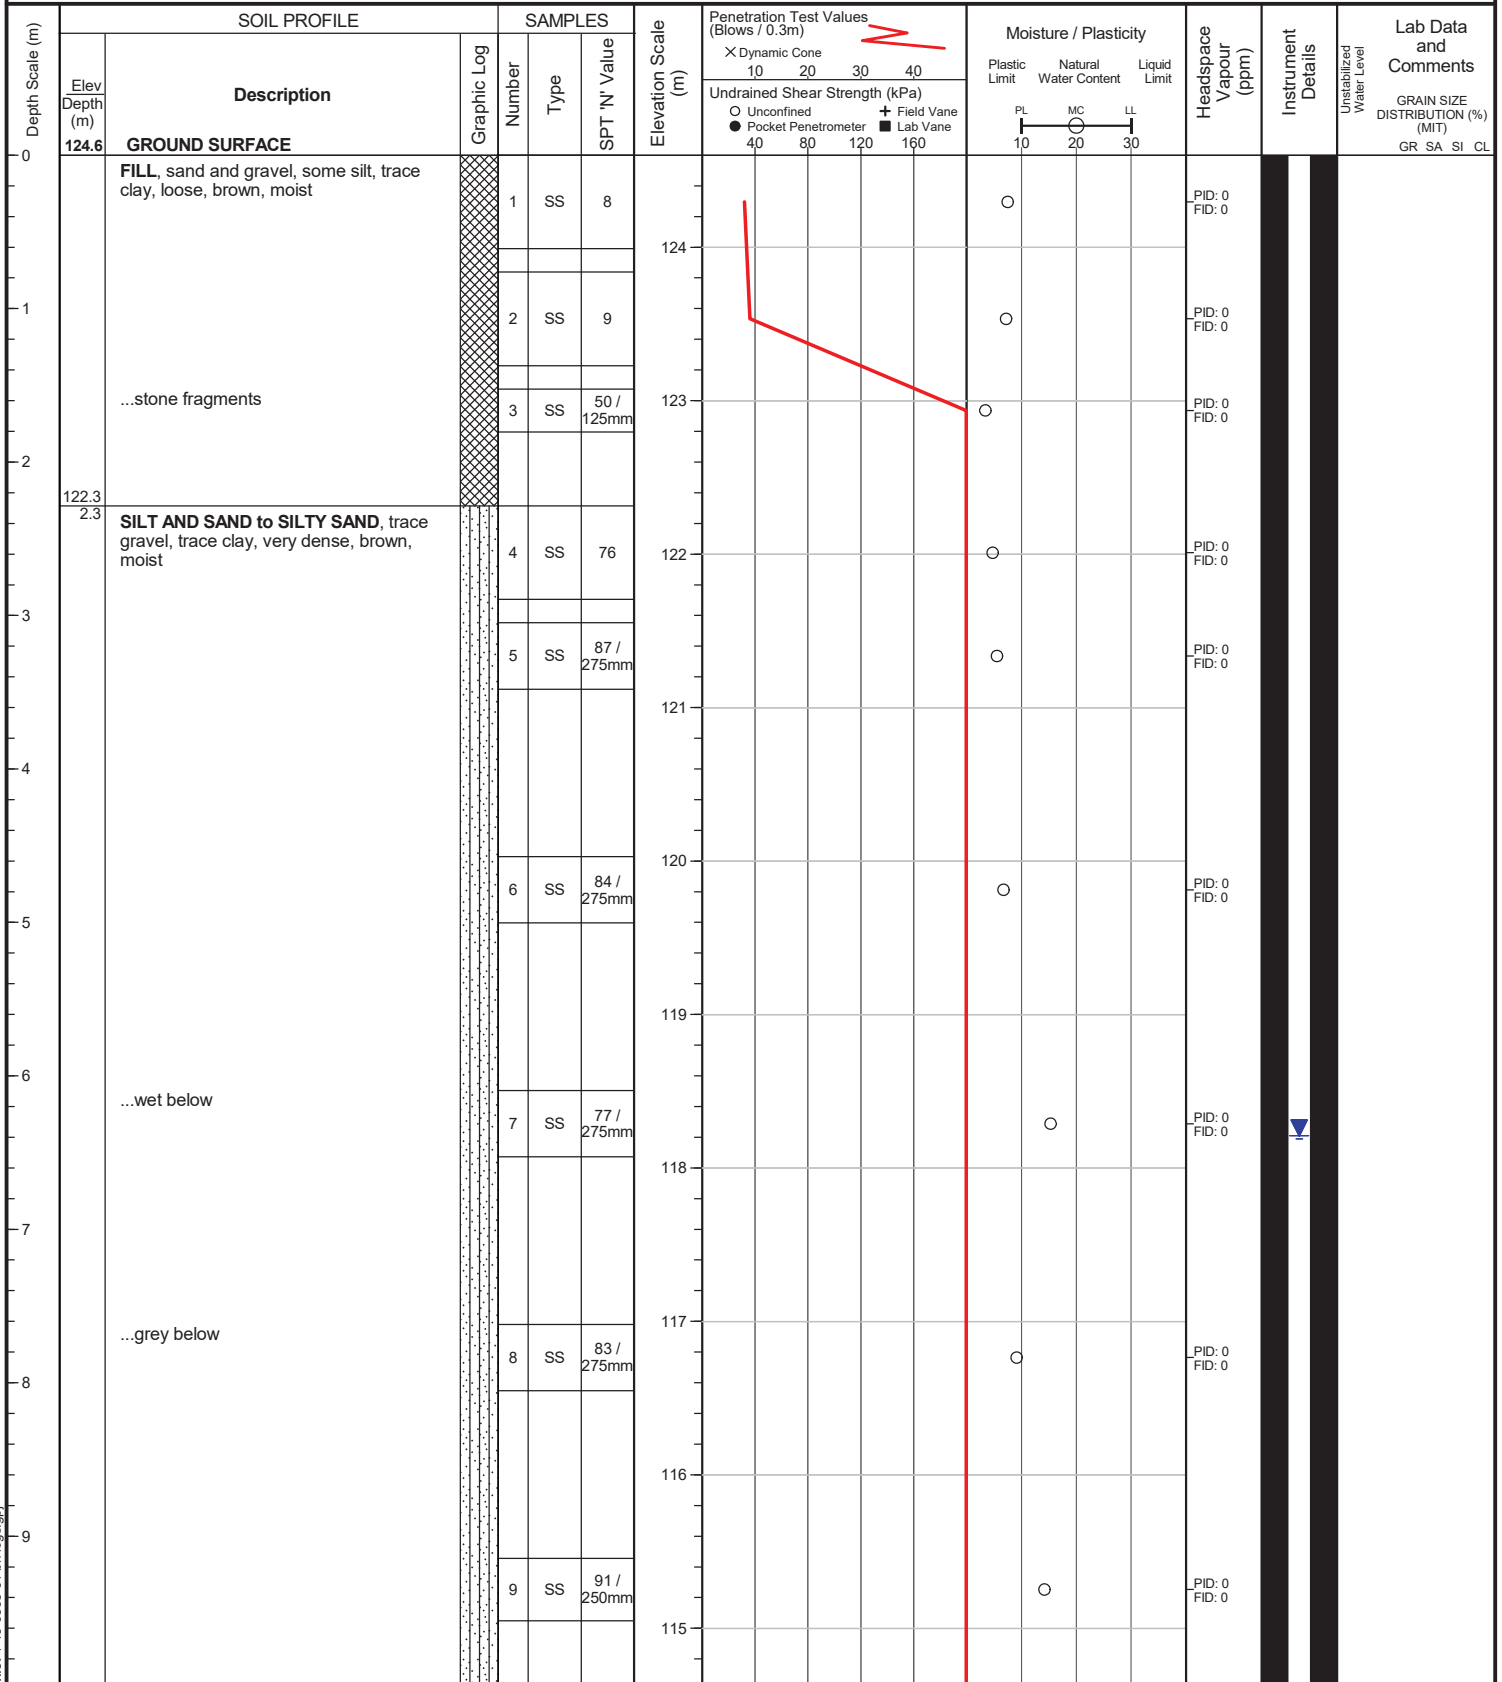 SOIL PROFILE
SAMPLES
Depth Scale (m)
Elev
Depth
(m)
Description
Graphic Log
Number
Type
SPT 'N' Value
Elevation Scale
(m)
Penetration Test Values
(Blows / 0.3m)
× Dynamic Cone
10 20 30 40
Undrained Shear Strength (kPa)
Unconfined
Field Vane
Pocket Penetrometer
Lab Vane
40 80 120 160
Moisture / Plasticity
Plastic Natural Liquid
Limit Water Content Limit
PL MC LL
10 20 30
Headspace
Vapour
(ppm)
Instrument
Details
Unstabilized
Water Level
Lab Data
and
Comments
GRAIN SIZE
DISTRIBUTION (%)
(MIT)
GR SA SI CL
124.6 GROUND SURFACE
0
FILL, sand and gravel, some silt, trace
clay, loose, brown, moist
1 SS 8
PID: 0
FID: 0
124
1
2 SS 9
PID: 0
FID: 0
...stone fragments
3 SS 50 /
125mm
123
PID: 0
FID: 0
2
122.3
2.3
SILT AND SAND to SILTY SAND, trace
gravel, trace clay, very dense, brown,
moist
4 SS 76
122
PID: 0
FID: 0
3
5 SS 87 /
275mm
PID: 0
FID: 0
121
4
120
6 SS 84 /
275mm
PID: 0
FID: 0
5
119
6
...wet below
7 SS 77 /
275mm
PID: 0
FID: 0
118
7
117
...grey below
8 SS 83 /
275mm
PID: 0
FID: 0
8
116
9
9 SS 91 /
250mm
PID: 0
FID: 0
115